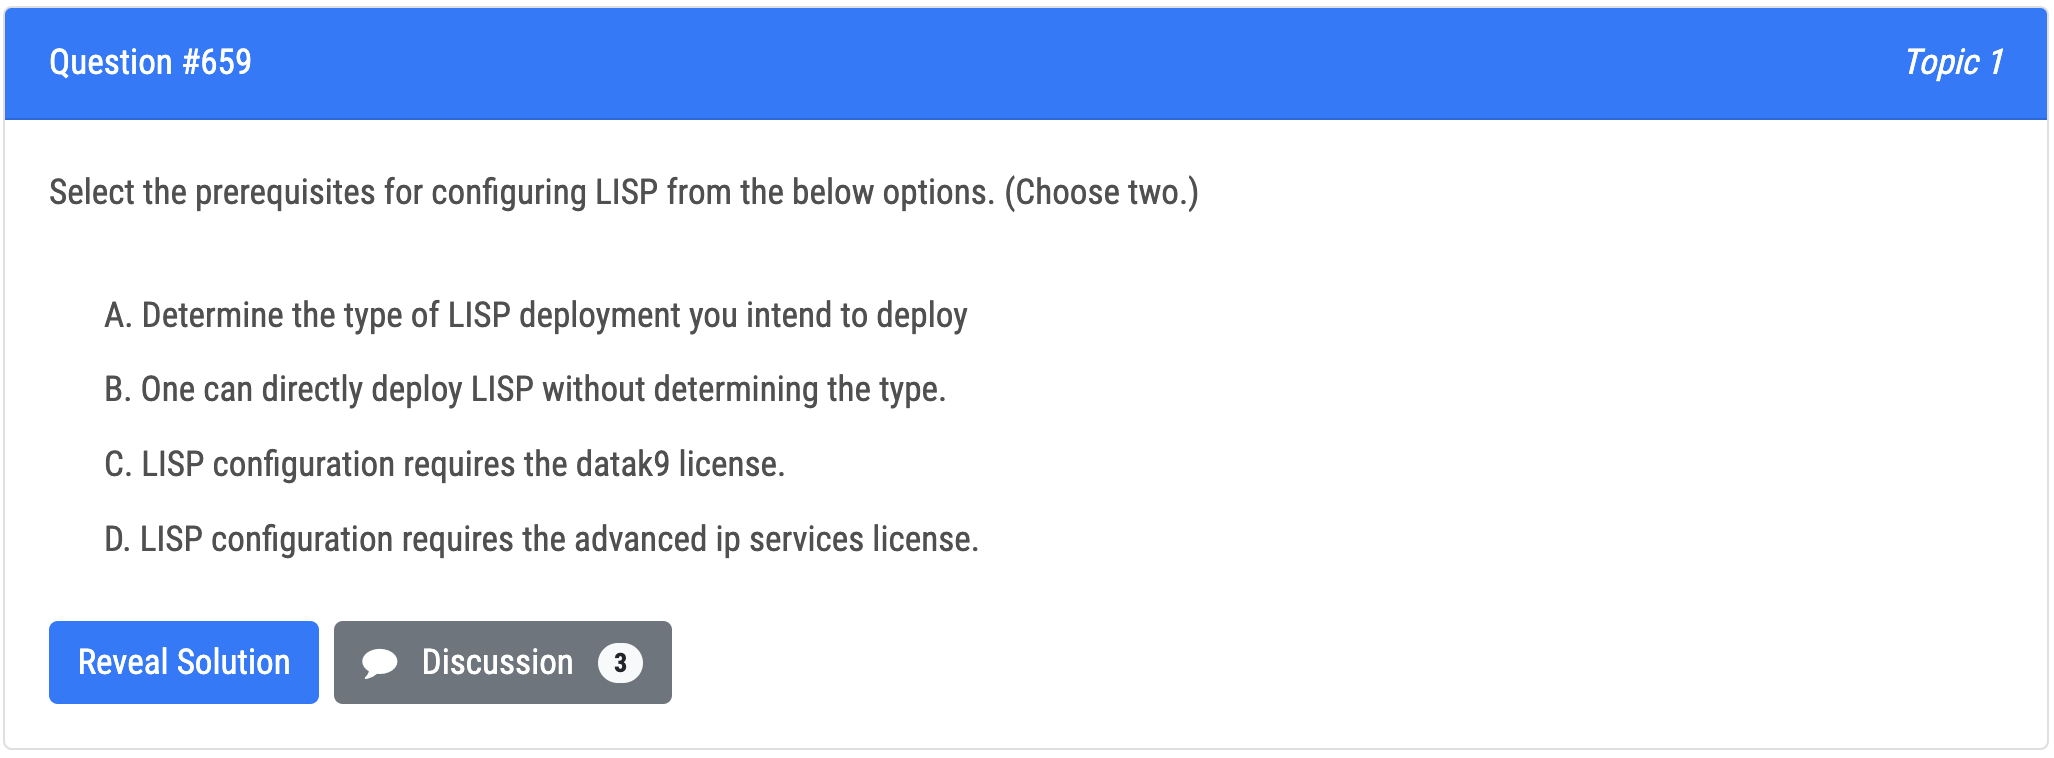 Question #659
Topic 1
Select the prerequisites for configuring LISP from the below options. (Choose two.)
A. Determine the type of LISP deployment you intend to deploy
B. One can directly deploy LISP without determining the type.
C. LISP configuration requires the datak9 license.
D. LISP configuration requires the advanced ip services license.
Reveal Solution
Discussion 3